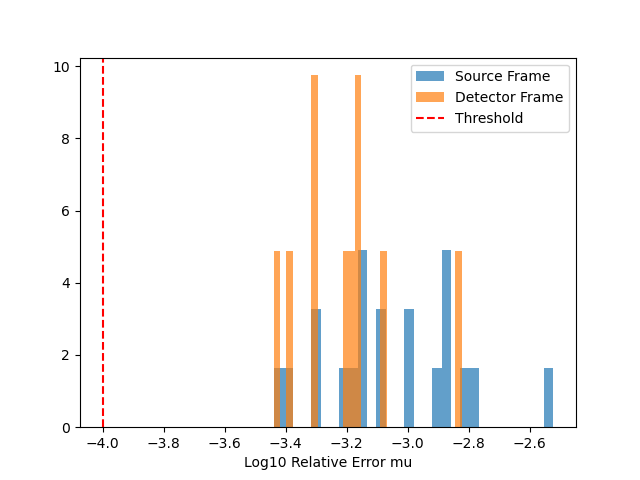 10
8
6
4
2
0
Source Frame
Detector Frame
Threshold
−4.0 −3.8 −3.6 −3.4 −3.2 −3.0 −2.8 −2.6
Log10 Relative Error mu